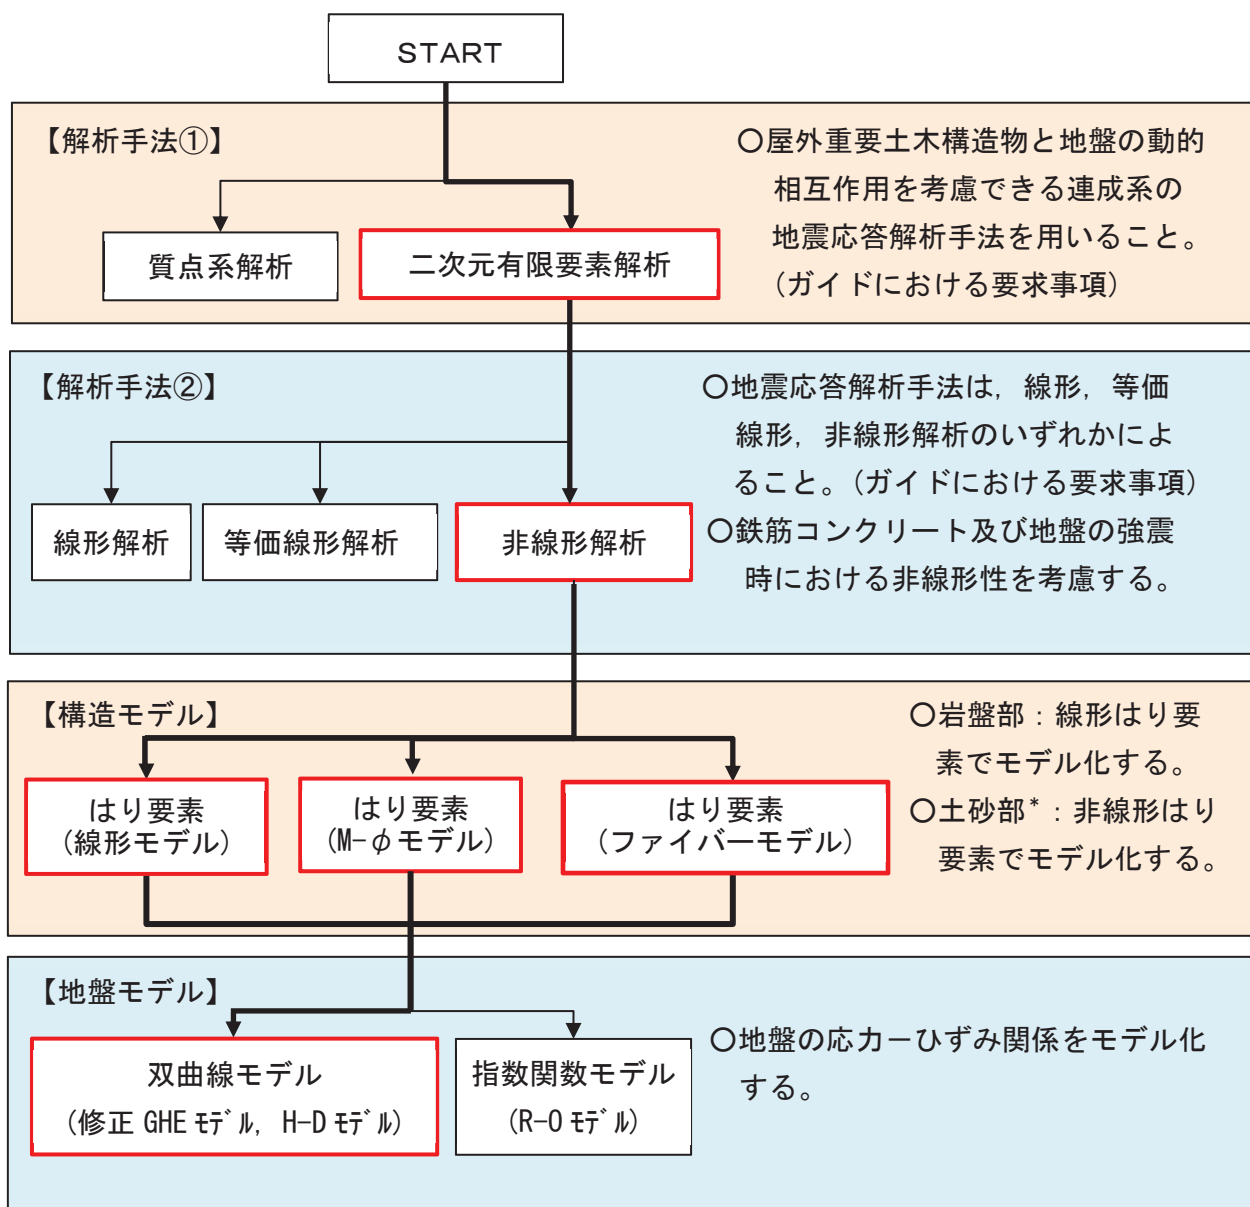 START
【解析手法①】
○屋外重要土木構造物と地盤の動的
相互作用を考慮できる連成系の
地震応答解析手法を用いること。
(ガイドにおける要求事項)
質点系解析
二次元有限要素解析
【解析手法②】
○地震応答解析手法は，線形，等価
線形，非線形解析のいずれかによ
ること。(ガイドにおける要求事項)
○鉄筋コンクリート及び地盤の強震
時における非線形性を考慮する。
線形解析
等価線形解析
非線形解析
【構造モデル】
○岩盤部：線形はり要
素でモデル化する。
○土砂部*：非線形はり
要素でモデル化する。
はり要素
(線形モデル)
はり要素
(M-φモデル)
はり要素
(ファイバーモデル)
【地盤モデル】
○地盤の応力－ひずみ関係をモデル化
する。
双曲線モデル
(修正 GHE ﾓﾃﾞﾙ, H-D ﾓﾃﾞﾙ)
指数関数モデル
(R-O ﾓﾃﾞﾙ)